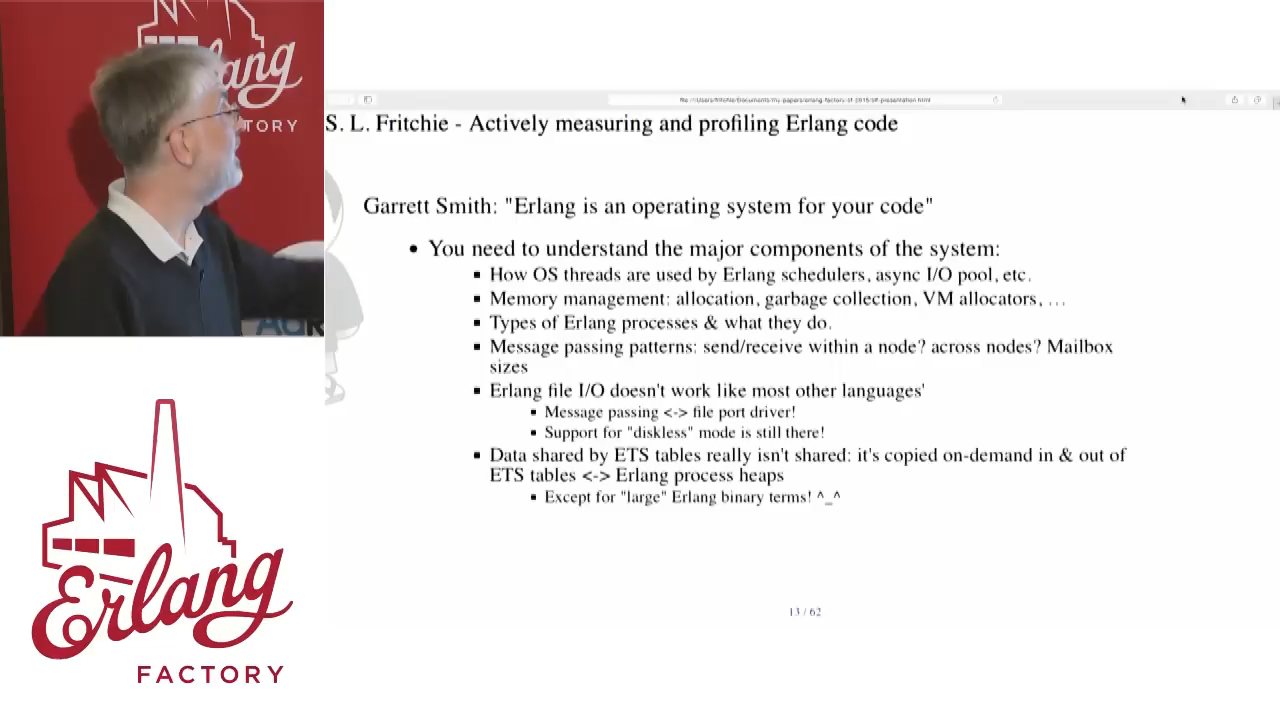 Erlang
FACTORY
S. L. Fritchie - Actively measuring and profiling Erlang code
Garrett Smith: "Erlang is an operating system for your code"
• You need to understand the major components of the system:
▪ How OS threads are used by Erlang schedulers, async I/O pool, etc.
▪ Memory management: allocation, garbage collection, VM allocators, …
▪ Types of Erlang processes & what they do.
▪ Message passing patterns: send/receive within a node? across nodes? Mailbox
sizes
▪ Erlang file I/O doesn't work like most other languages'
▪ Message passing <-> file port driver!
▪ Support for "diskless" mode is still there!
▪ Data shared by ETS tables really isn't shared: it's copied on-demand in & out of
ETS tables <-> Erlang process heaps
▪ Except for "large" Erlang binary terms! ^_^
13 / 62
Erlang
FACTORY